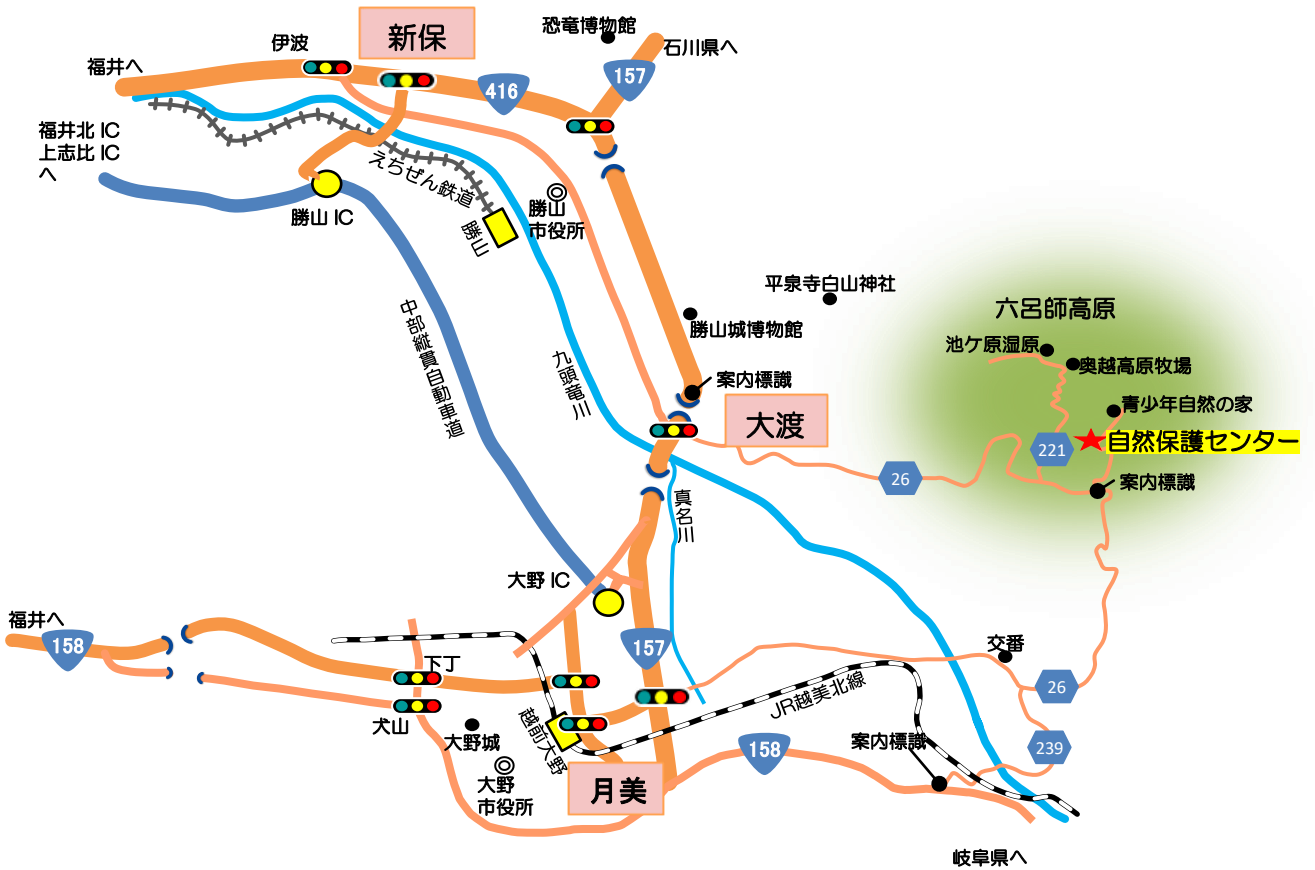 恐竜博物館
新保
伊波
石川県へ
福井へ
157
416
福井北 IC
上志比 IC
へ
えちぜん鉄道
勝山 IC
勝山
市役所
勝山
平泉寺白山神社
六呂師高原
中部縦貫自動車道
勝山城博物館
池ケ原湿原
九頭竜川
奥越高原牧場
案内標識
青少年自然の家
大渡
自然保護センター
221
26
案内標識
真名川
大野 IC
福井へ
158
157
交番
下丁
26
JR越美北線
越前大野
犬山
大野城
案内標識
239
158
大野
市役所
月美
岐阜県へ